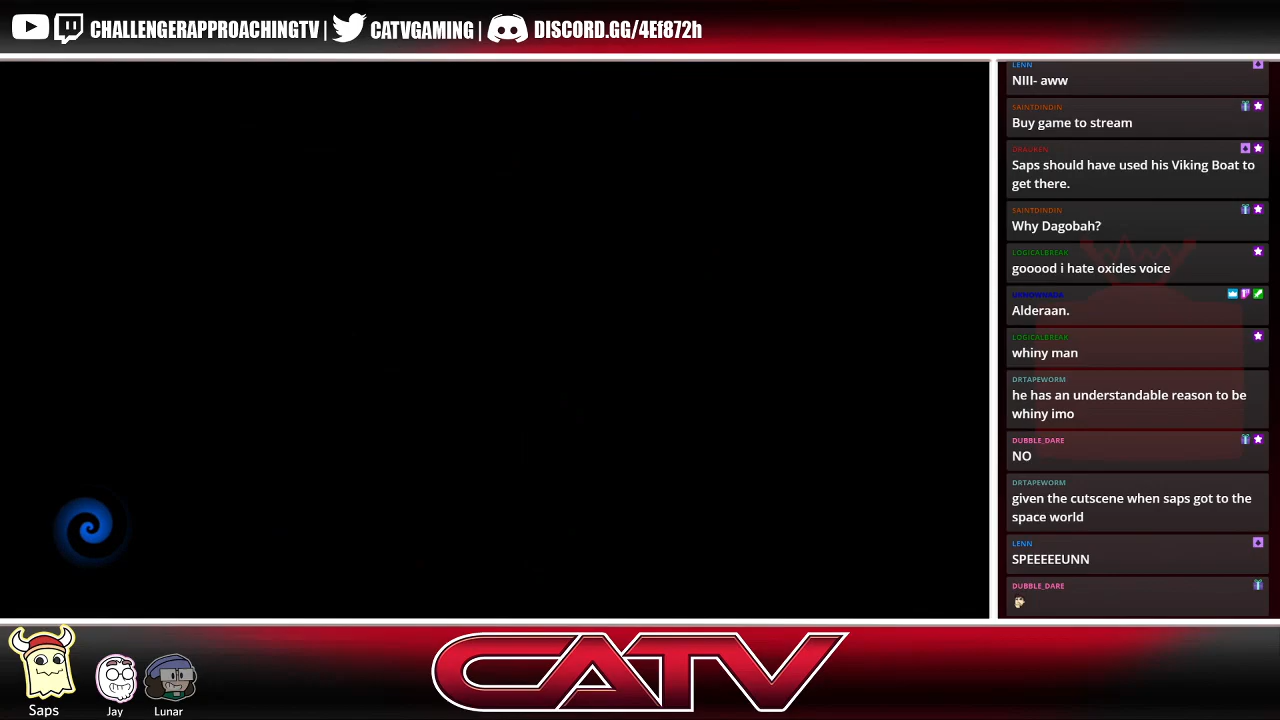 CHALLENGERAPPROACHINGTV | CATVGAMING | DISCORD.GG/4Ef872h
LENN
NIII- aww
SAINTDINDIN
Buy game to stream
DRAUREN
Saps should have used his Viking Boat to
get there.
SAINTDINDIN
Why Dagobah?
LOGICALBREAK
gooood i hate oxides voice
Alderaan.
LOGICALBREAK
whiny man
DRTAPEWORM
he has an understandable reason to be
whiny imo
DUBBLE_DARE
NO
DRTAPEWORM
given the cutscene when saps got to the
space world
LENN
SPEEEEEUNN
DUBBLE_DARE
CATV
Saps
Jay
Lunar